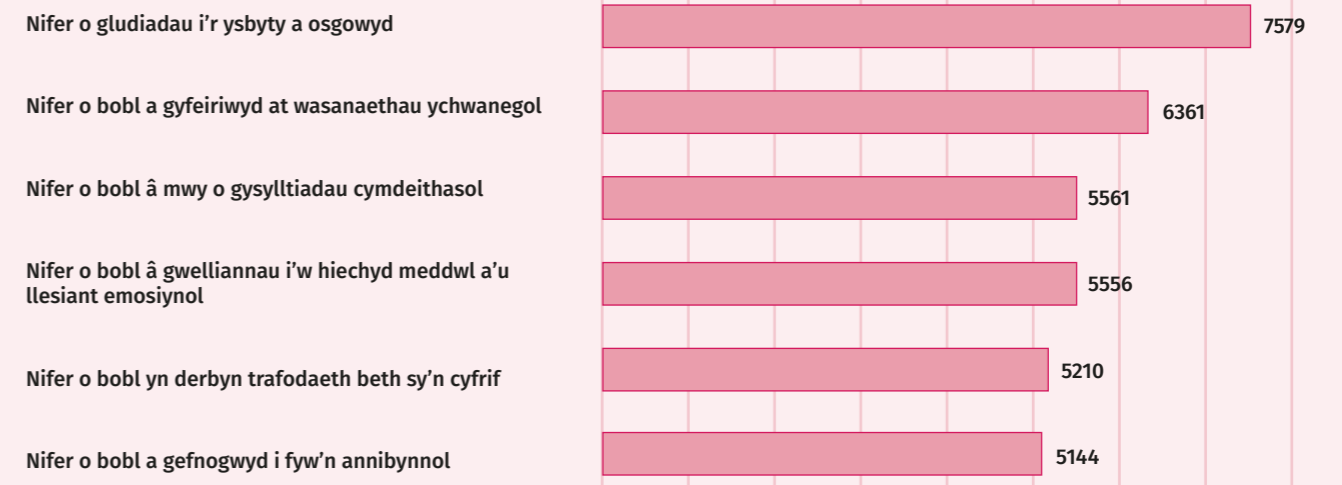 Nifer o gludiadau i’r ysbyty a osgowyd
7579
Nifer o bobl a gyfeiriwyd at wasanaethau ychwanegol
6361
Nifer o bobl â mwy o gysylltiadau cymdeithasol
5561
Nifer o bobl â gwelliannau i’w hiechyd meddwl a’u
llesiant emosiynol
5556
Nifer o bobl yn derbyn trafodaeth beth sy’n cyfrif
5210
Nifer o bobl a gefnogwyd i fyw’n annibynnol
5144